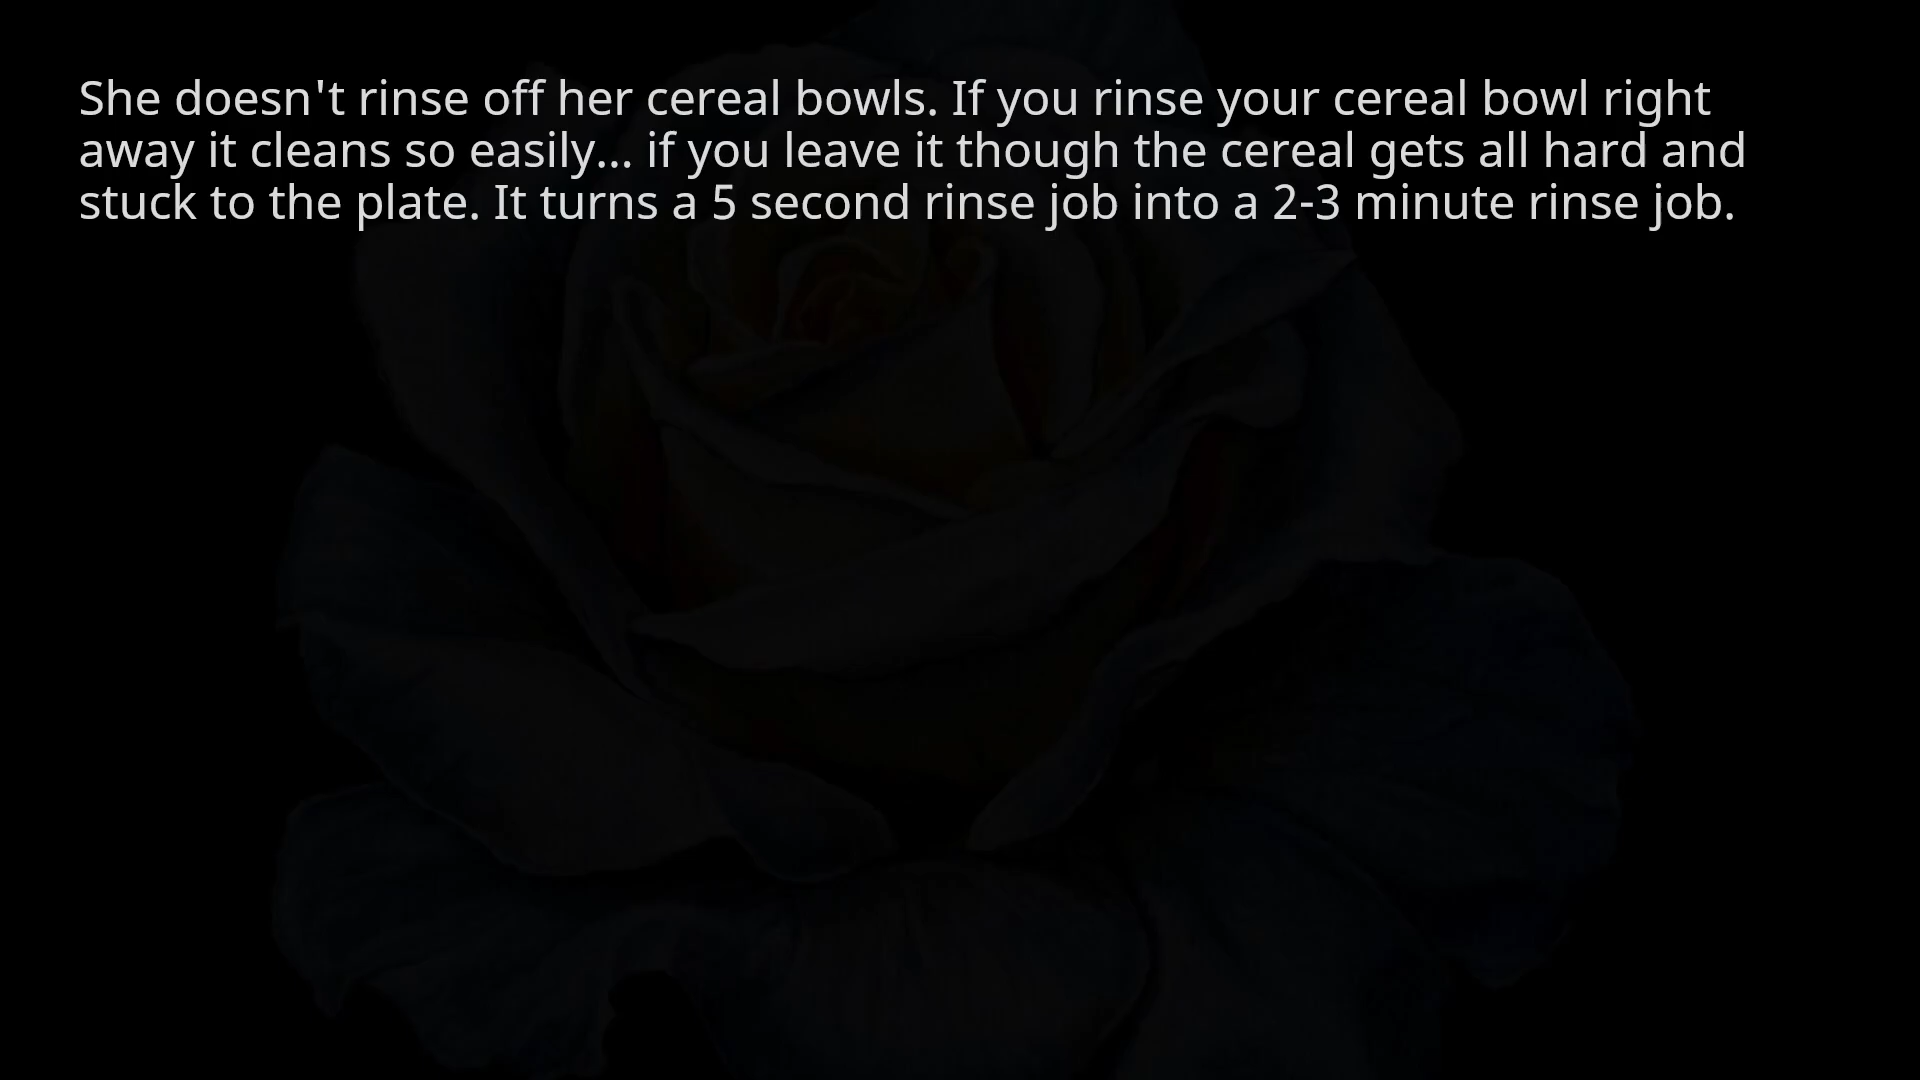 She doesn't rinse off her cereal bowls. If you rinse your cereal bowl right
away it cleans so easily... if you leave it though the cereal gets all hard and
stuck to the plate. It turns a 5 second rinse job into a 2-3 minute rinse job.